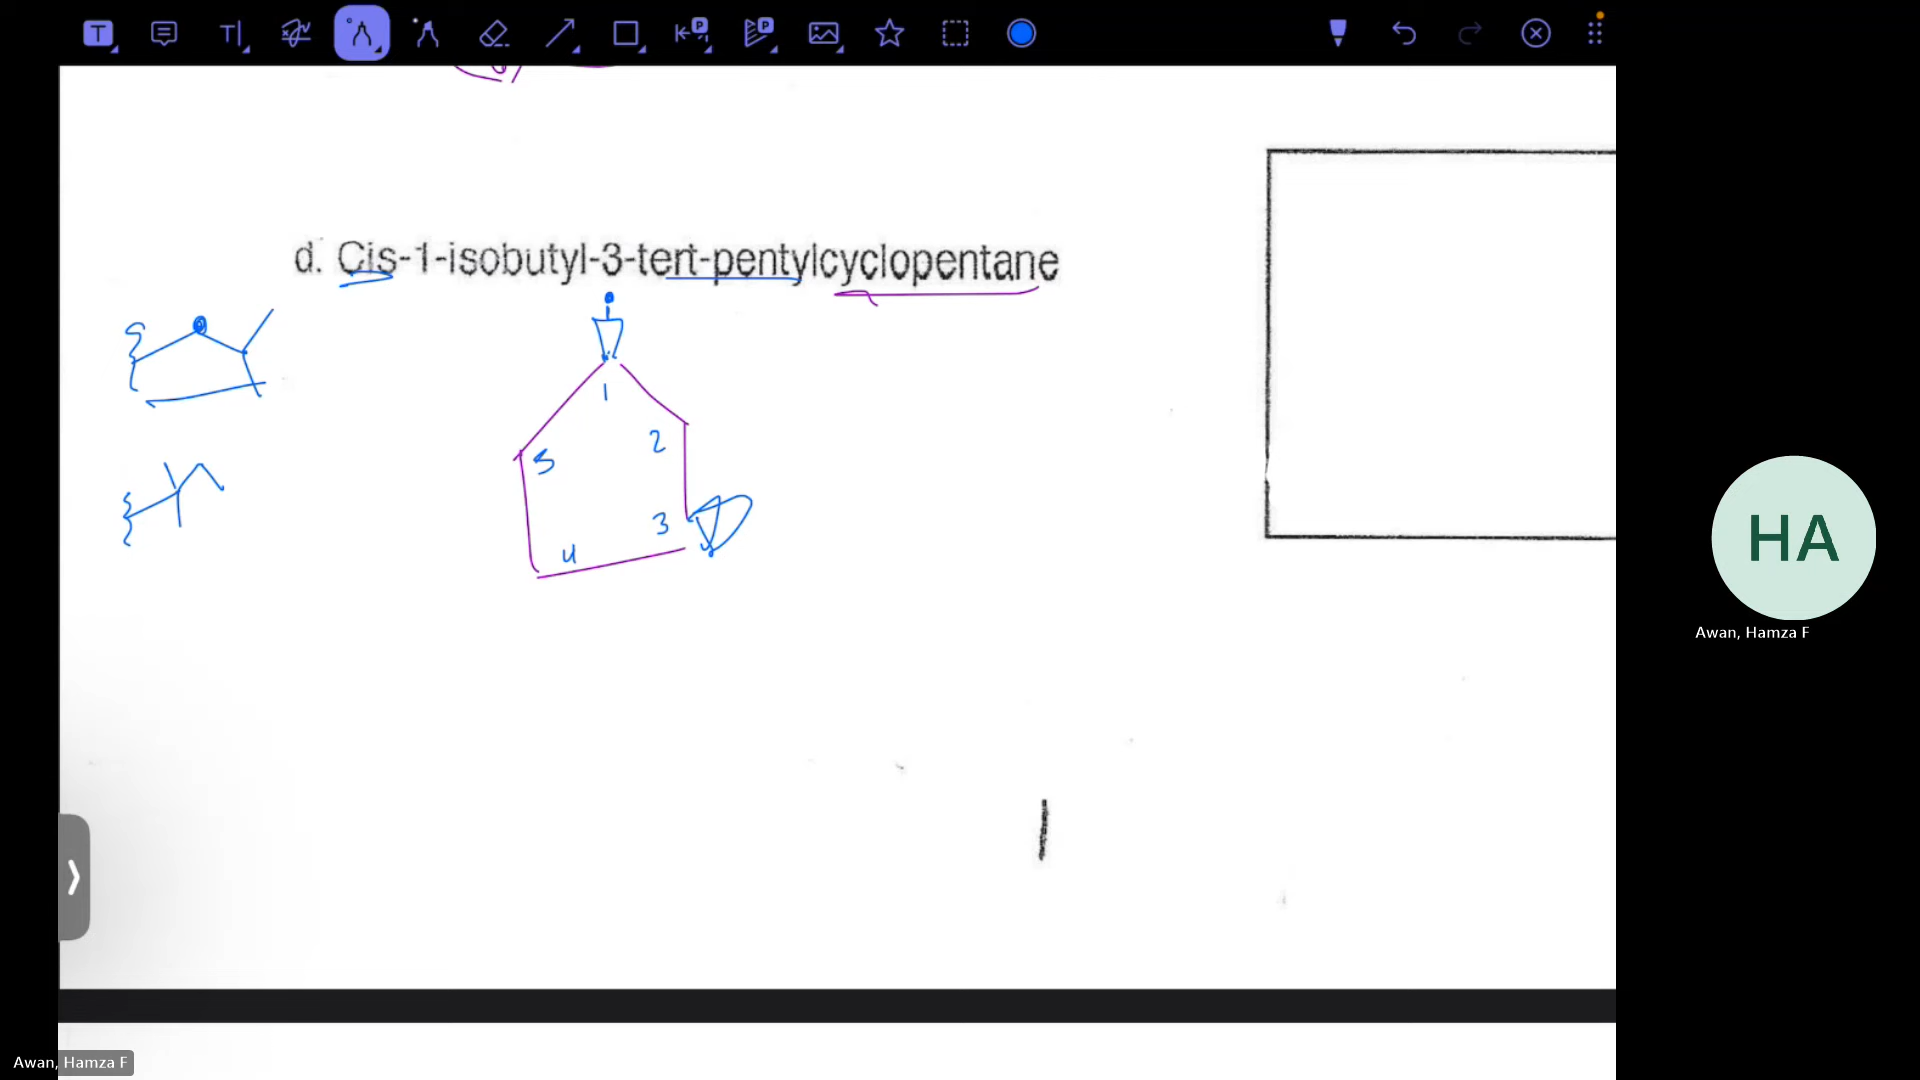 d. Cis-1-isobutyl-3-tert-pentylcyclopentane
1
2
5
3
4
HA
Awan, Hamza F
Awan, Hamza F